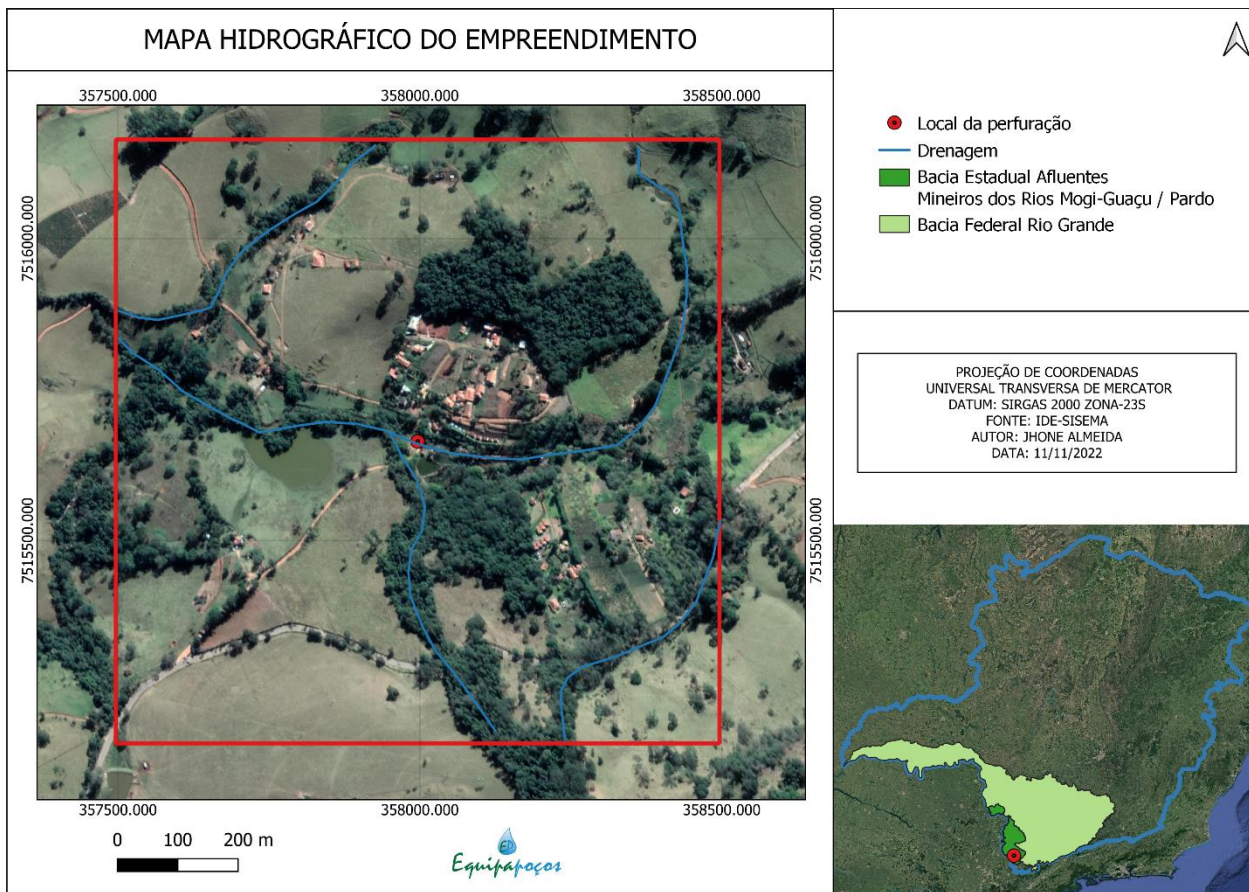 MAPA HIDROGRÁFICO DO EMPREENDIMENTO
357500.000 358000.000 358500.000
7516000.000 7516000.000
7515500.000 7515500.000
357500.000 358000.000 358500.000
0 100 200 m
Equipapoços
Local da perfuração
Drenagem
Bacia Estadual Afluentes
Mineiros dos Rios Mogi-Guaçu / Pardo
Bacia Federal Rio Grande
PROJEÇÃO DE COORDENADAS
UNIVERSAL TRANSVERSA DE MERCATOR
DATUM: SIRGAS 2000 ZONA-23S
FONTE: IDE-SISEMA
AUTOR: JHONE ALMEIDA
DATA: 11/11/2022